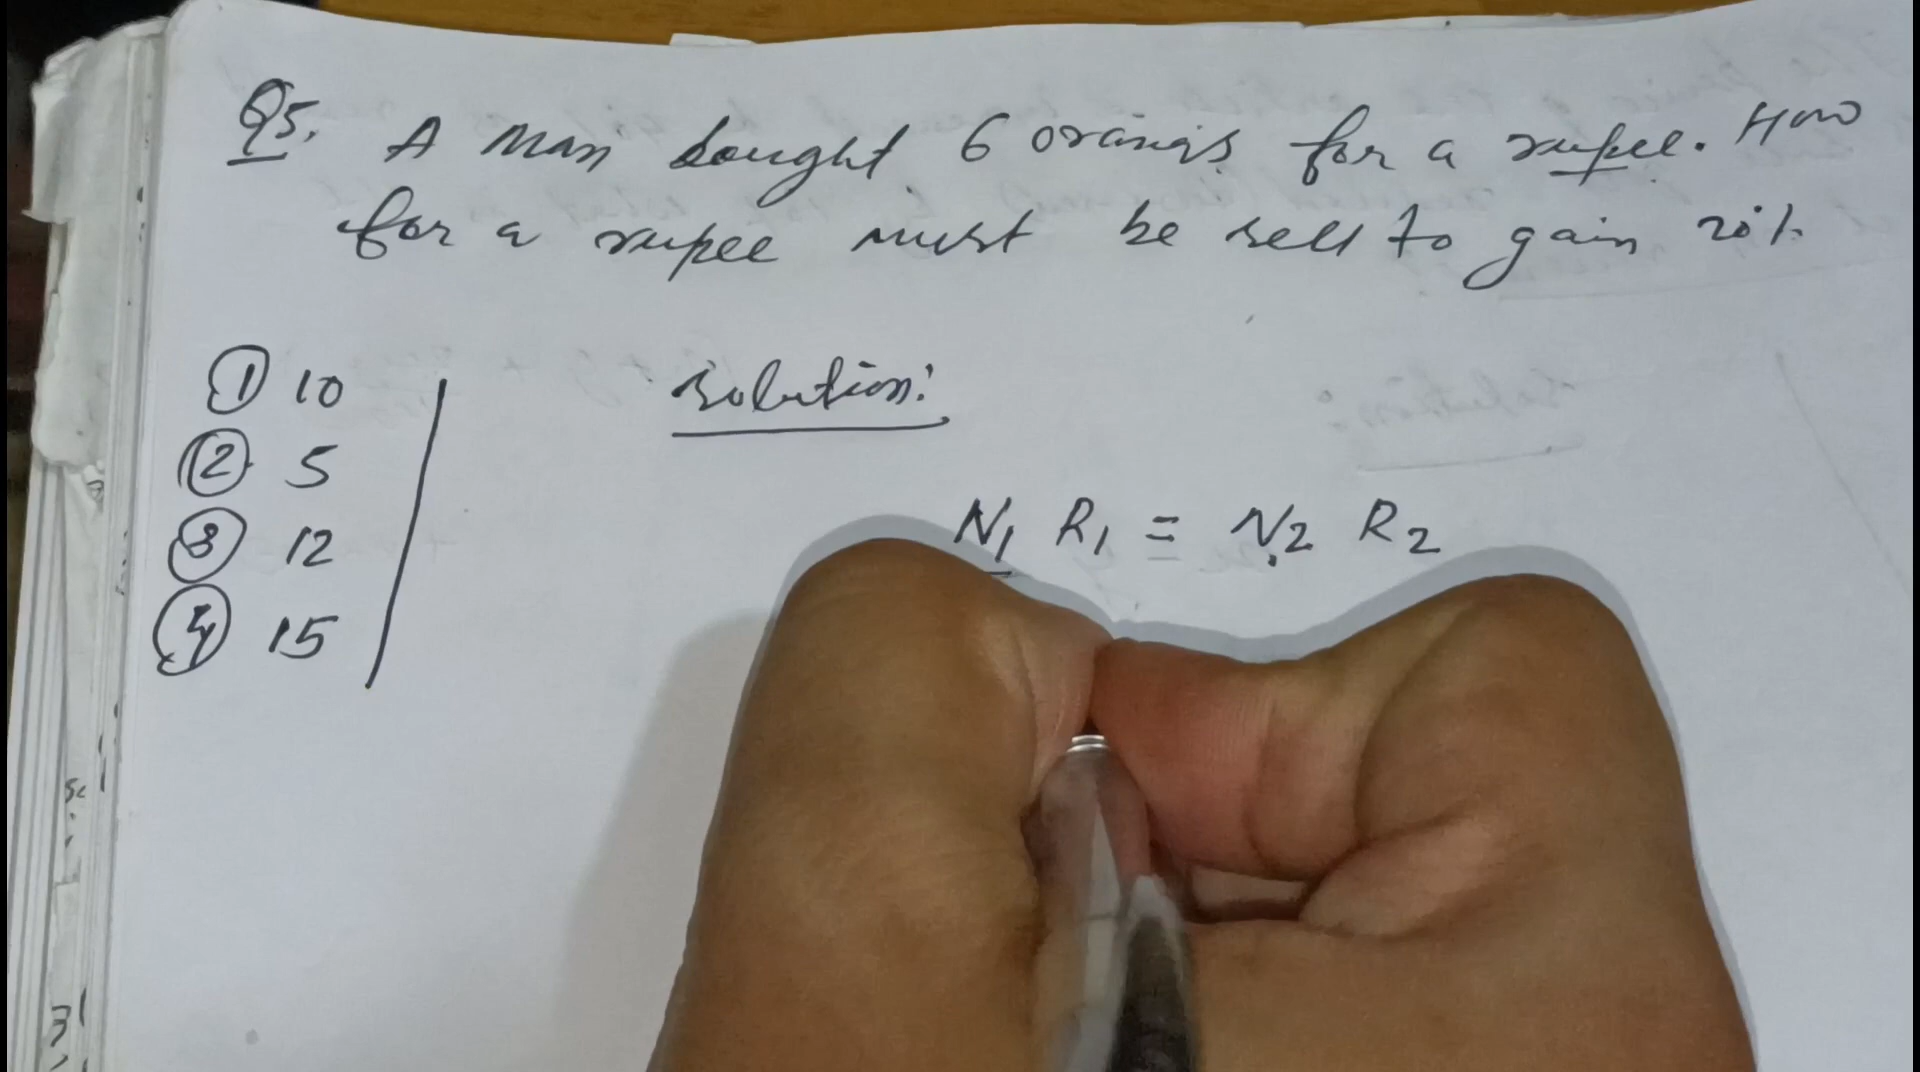 Q5. A Man bought 6 oranges for a rupee. How
for a rupee must be sell to gain 20%
① 10
② 5
③ 12
④ 15
solution:
N1 R1 = N2 R2